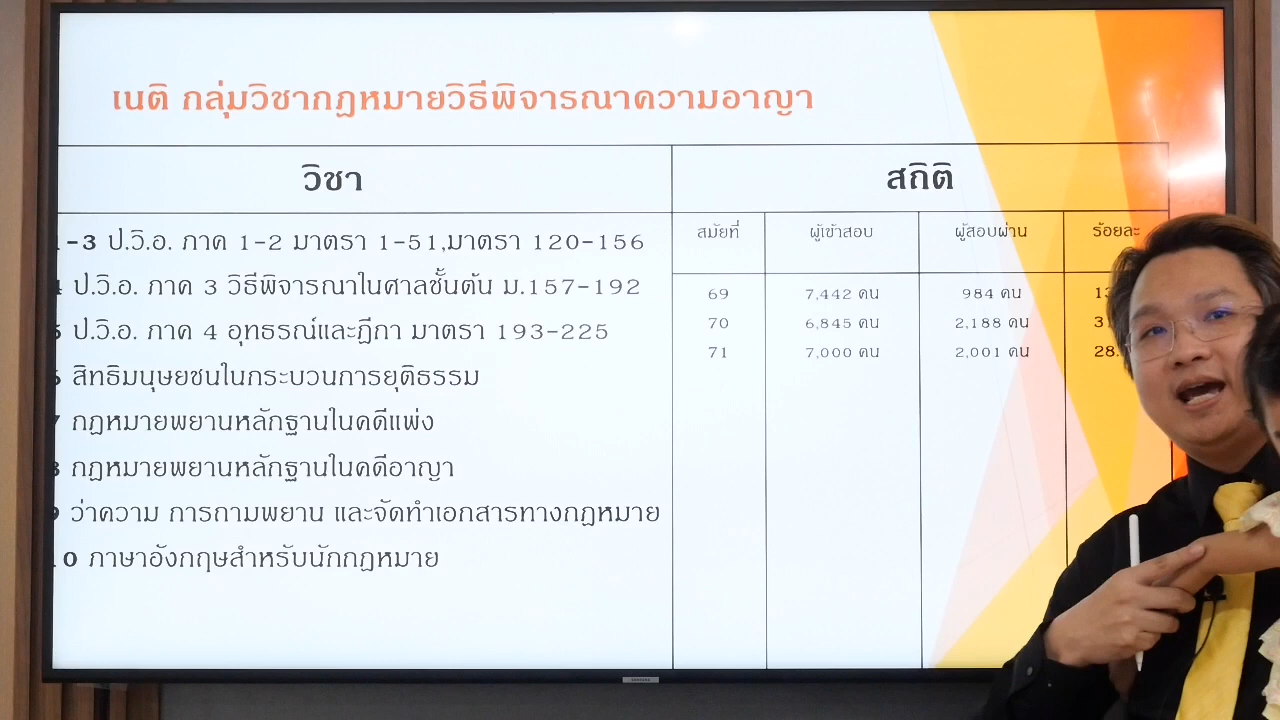 เนติ กลุ่มวิชากฎหมายวิธีพิจารณาความอาญา
วิชา
สถิติ
-3 ป.วิ.อ. ภาค 1-2 มาตรา 1-51,มาตรา 120-156
ป.วิ.อ. ภาค 3 วิธีพิจารณาในศาลชั้นต้น ม.157-192
ป.วิ.อ. ภาค 4 อุทธรณ์และฎีกา มาตรา 193-225
สิทธิมนุษยชนในกระบวนการยุติธรรม
กฎหมายพยานหลักฐานในคดีแพ่ง
กฎหมายพยานหลักฐานในคดีอาญา
ว่าความ การถามพยาน และจัดทำเอกสารทางกฎหมาย
10 ภาษาอังกฤษสำหรับนักกฎหมาย
สมัยที่ ผู้เข้าสอบ ผู้สอบผ่าน ร้อยละ
69 7,442 คน 984 คน
70 6,845 คน 2,188 คน
71 7,000 คน 2,001 คน 28.
SAMSUNG